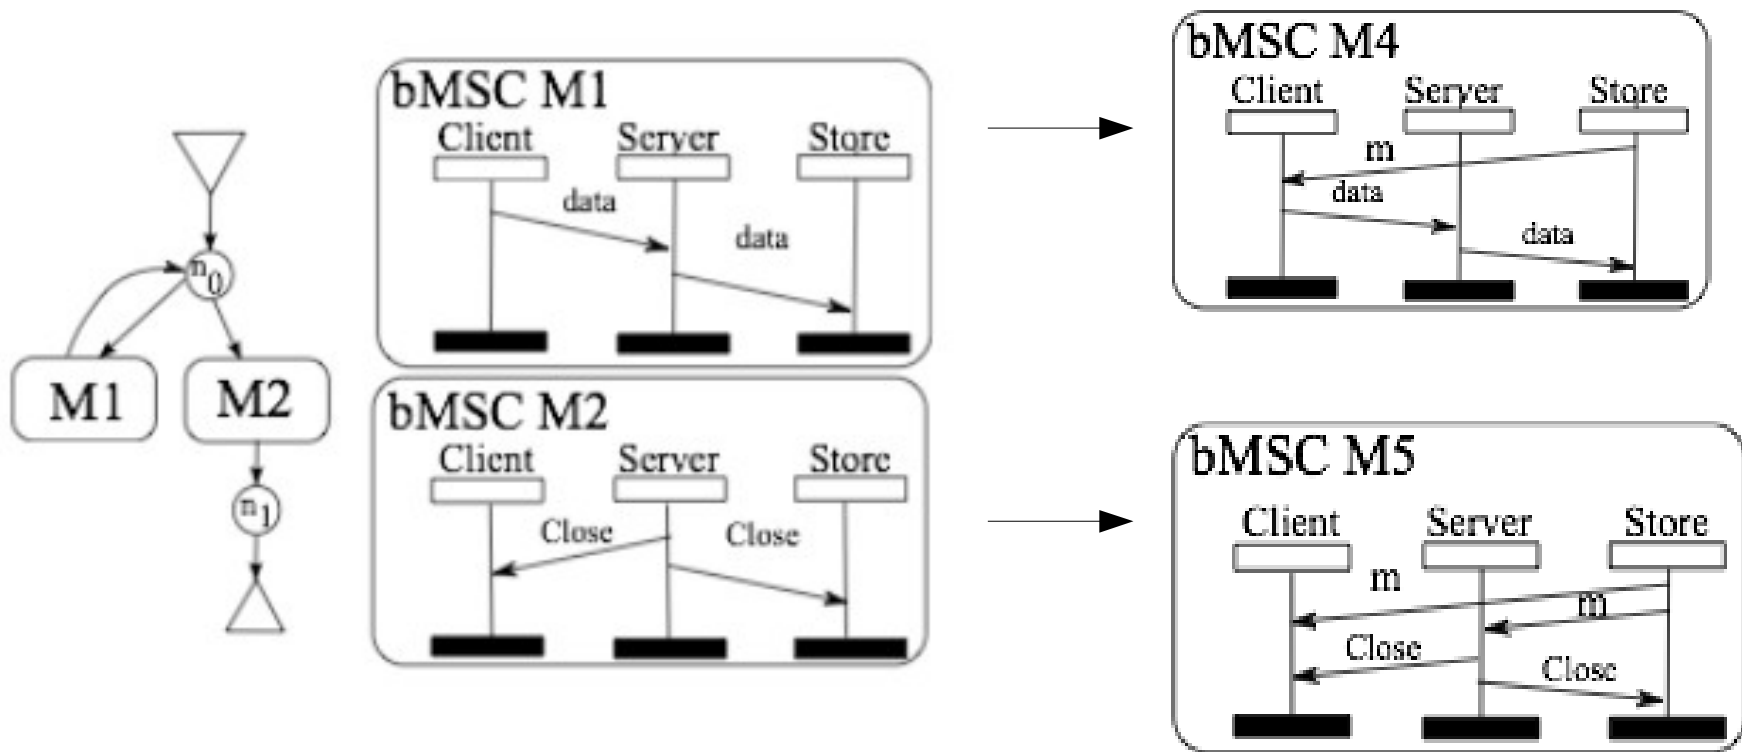 n0
M1
M2
n1
bMSC M1
Client Server Store
data
data
bMSC M2
Client Server Store
Close Close
bMSC M4
Client Server Store
m
data
data
bMSC M5
Client Server Store
m
m
Close
Close